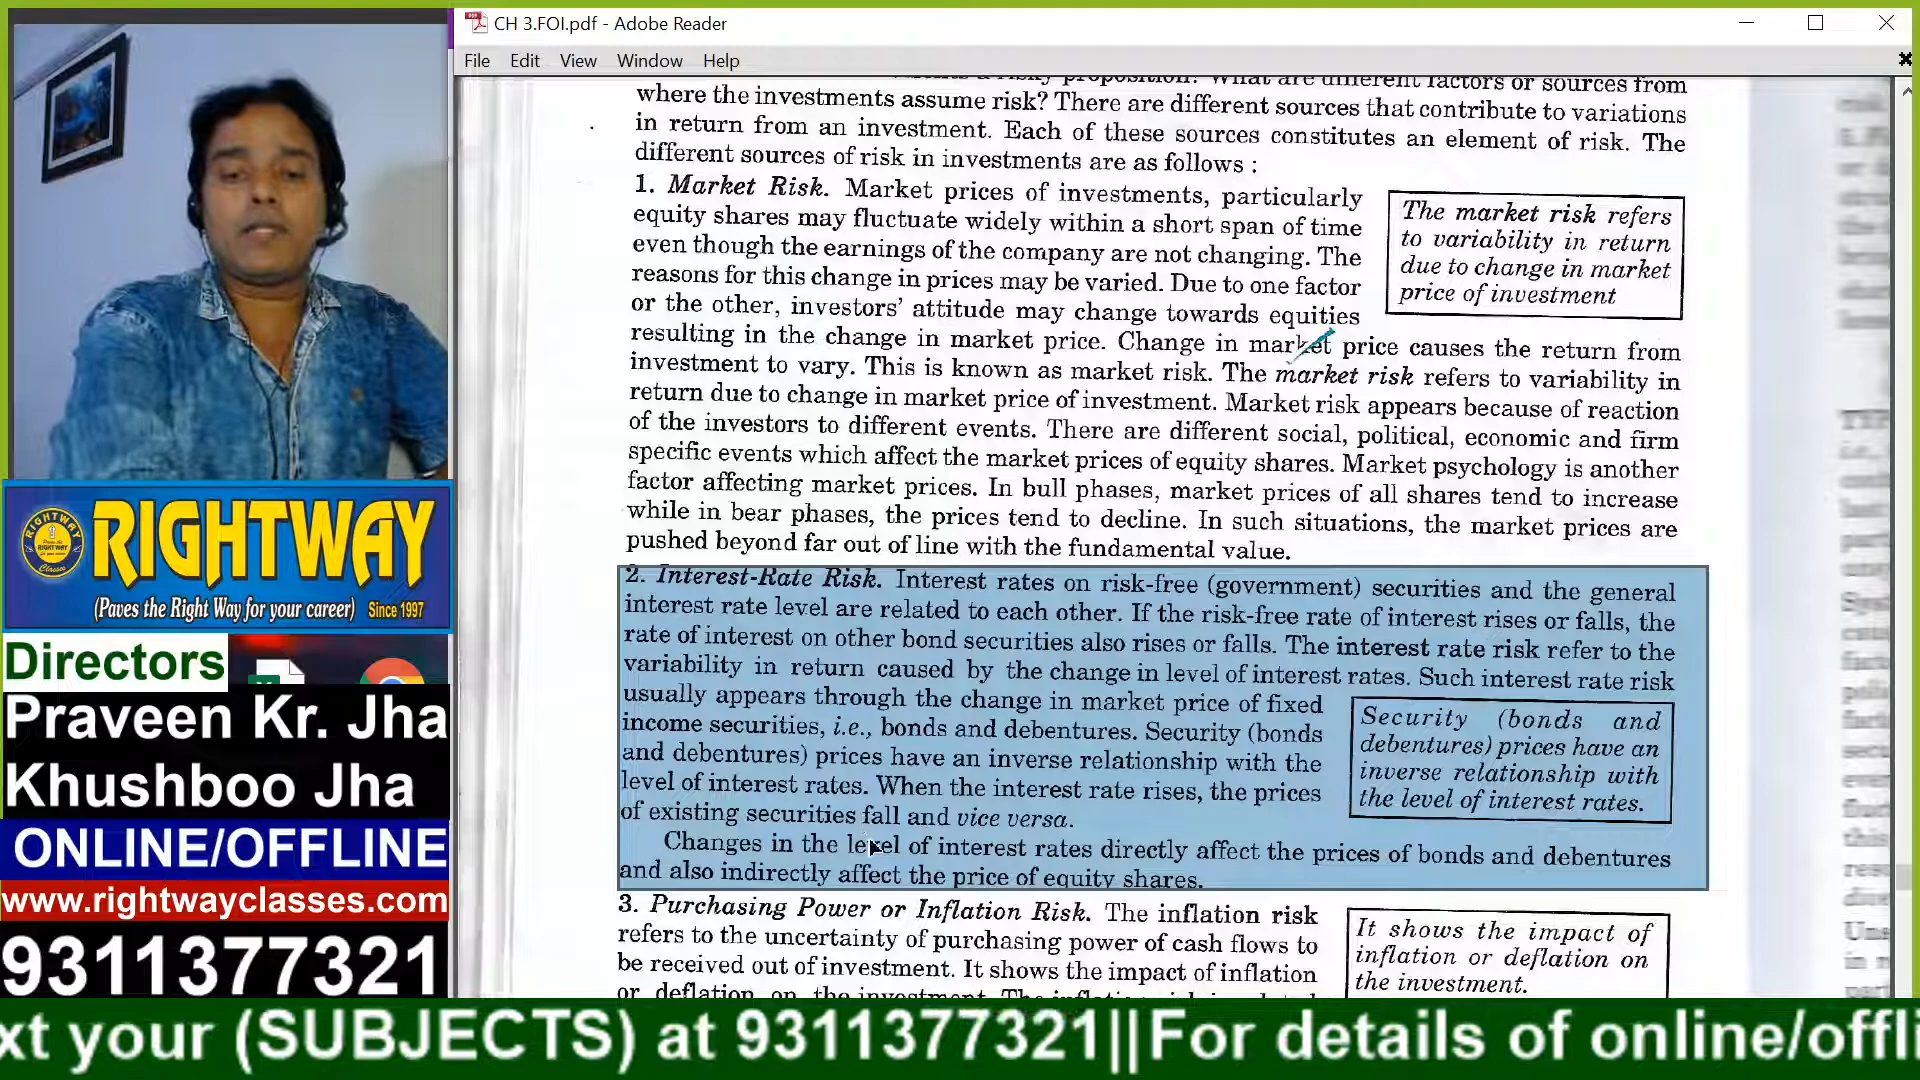 CH 3.FOI.pdf - Adobe Reader
File Edit View Window Help
risky proposition? What are different factors or sources from
where the investments assume risk? There are different sources that contribute to variations
in return from an investment. Each of these sources constitutes an element of risk. The
different sources of risk in investments are as follows :
1. Market Risk. Market prices of investments, particularly
equity shares may fluctuate widely within a short span of time
even though the earnings of the company are not changing. The
reasons for this change in prices may be varied. Due to one factor
or the other, investors' attitude may change towards equities
resulting in the change in market price. Change in market price causes the return from
investment to vary. This is known as market risk. The market risk refers to variability in
return due to change in market price of investment. Market risk appears because of reaction
of the investors to different events. There are different social, political, economic and firm
specific events which affect the market prices of equity shares. Market psychology is another
factor affecting market prices. In bull phases, market prices of all shares tend to increase
while in bear phases, the prices tend to decline. In such situations, the market prices are
pushed beyond far out of line with the fundamental value.
The market risk refers
to variability in return
due to change in market
price of investment
2. Interest-Rate Risk. Interest rates on risk-free (government) securities and the general
interest rate level are related to each other. If the risk-free rate of interest rises or falls, the
rate of interest on other bond securities also rises or falls. The interest rate risk refer to the
variability in return caused by the change in level of interest rates. Such interest rate risk
usually appears through the change in market price of fixed
income securities, i.e., bonds and debentures. Security (bonds
and debentures) prices have an inverse relationship with the
level of interest rates. When the interest rate rises, the prices
of existing securities fall and vice versa.
Security (bonds and
debentures) prices have an
inverse relationship with
the level of interest rates.
Changes in the level of interest rates directly affect the prices of bonds and debentures
and also indirectly affect the price of equity shares.
3. Purchasing Power or Inflation Risk. The inflation risk
refers to the uncertainty of purchasing power of cash flows to
be received out of investment. It shows the impact of inflation
or deflation on the investment. The
It shows the impact of
inflation or deflation on
the investment.
RIGHTWAY
RIGHTWAY
Classes
(Paves the Right Way for your career) Since 1997
Directors
Praveen Kr. Jha
Khushboo Jha
ONLINE/OFFLINE
www.rightwayclasses.com
9311377321
xt your (SUBJECTS) at 9311377321||For details of online/offli